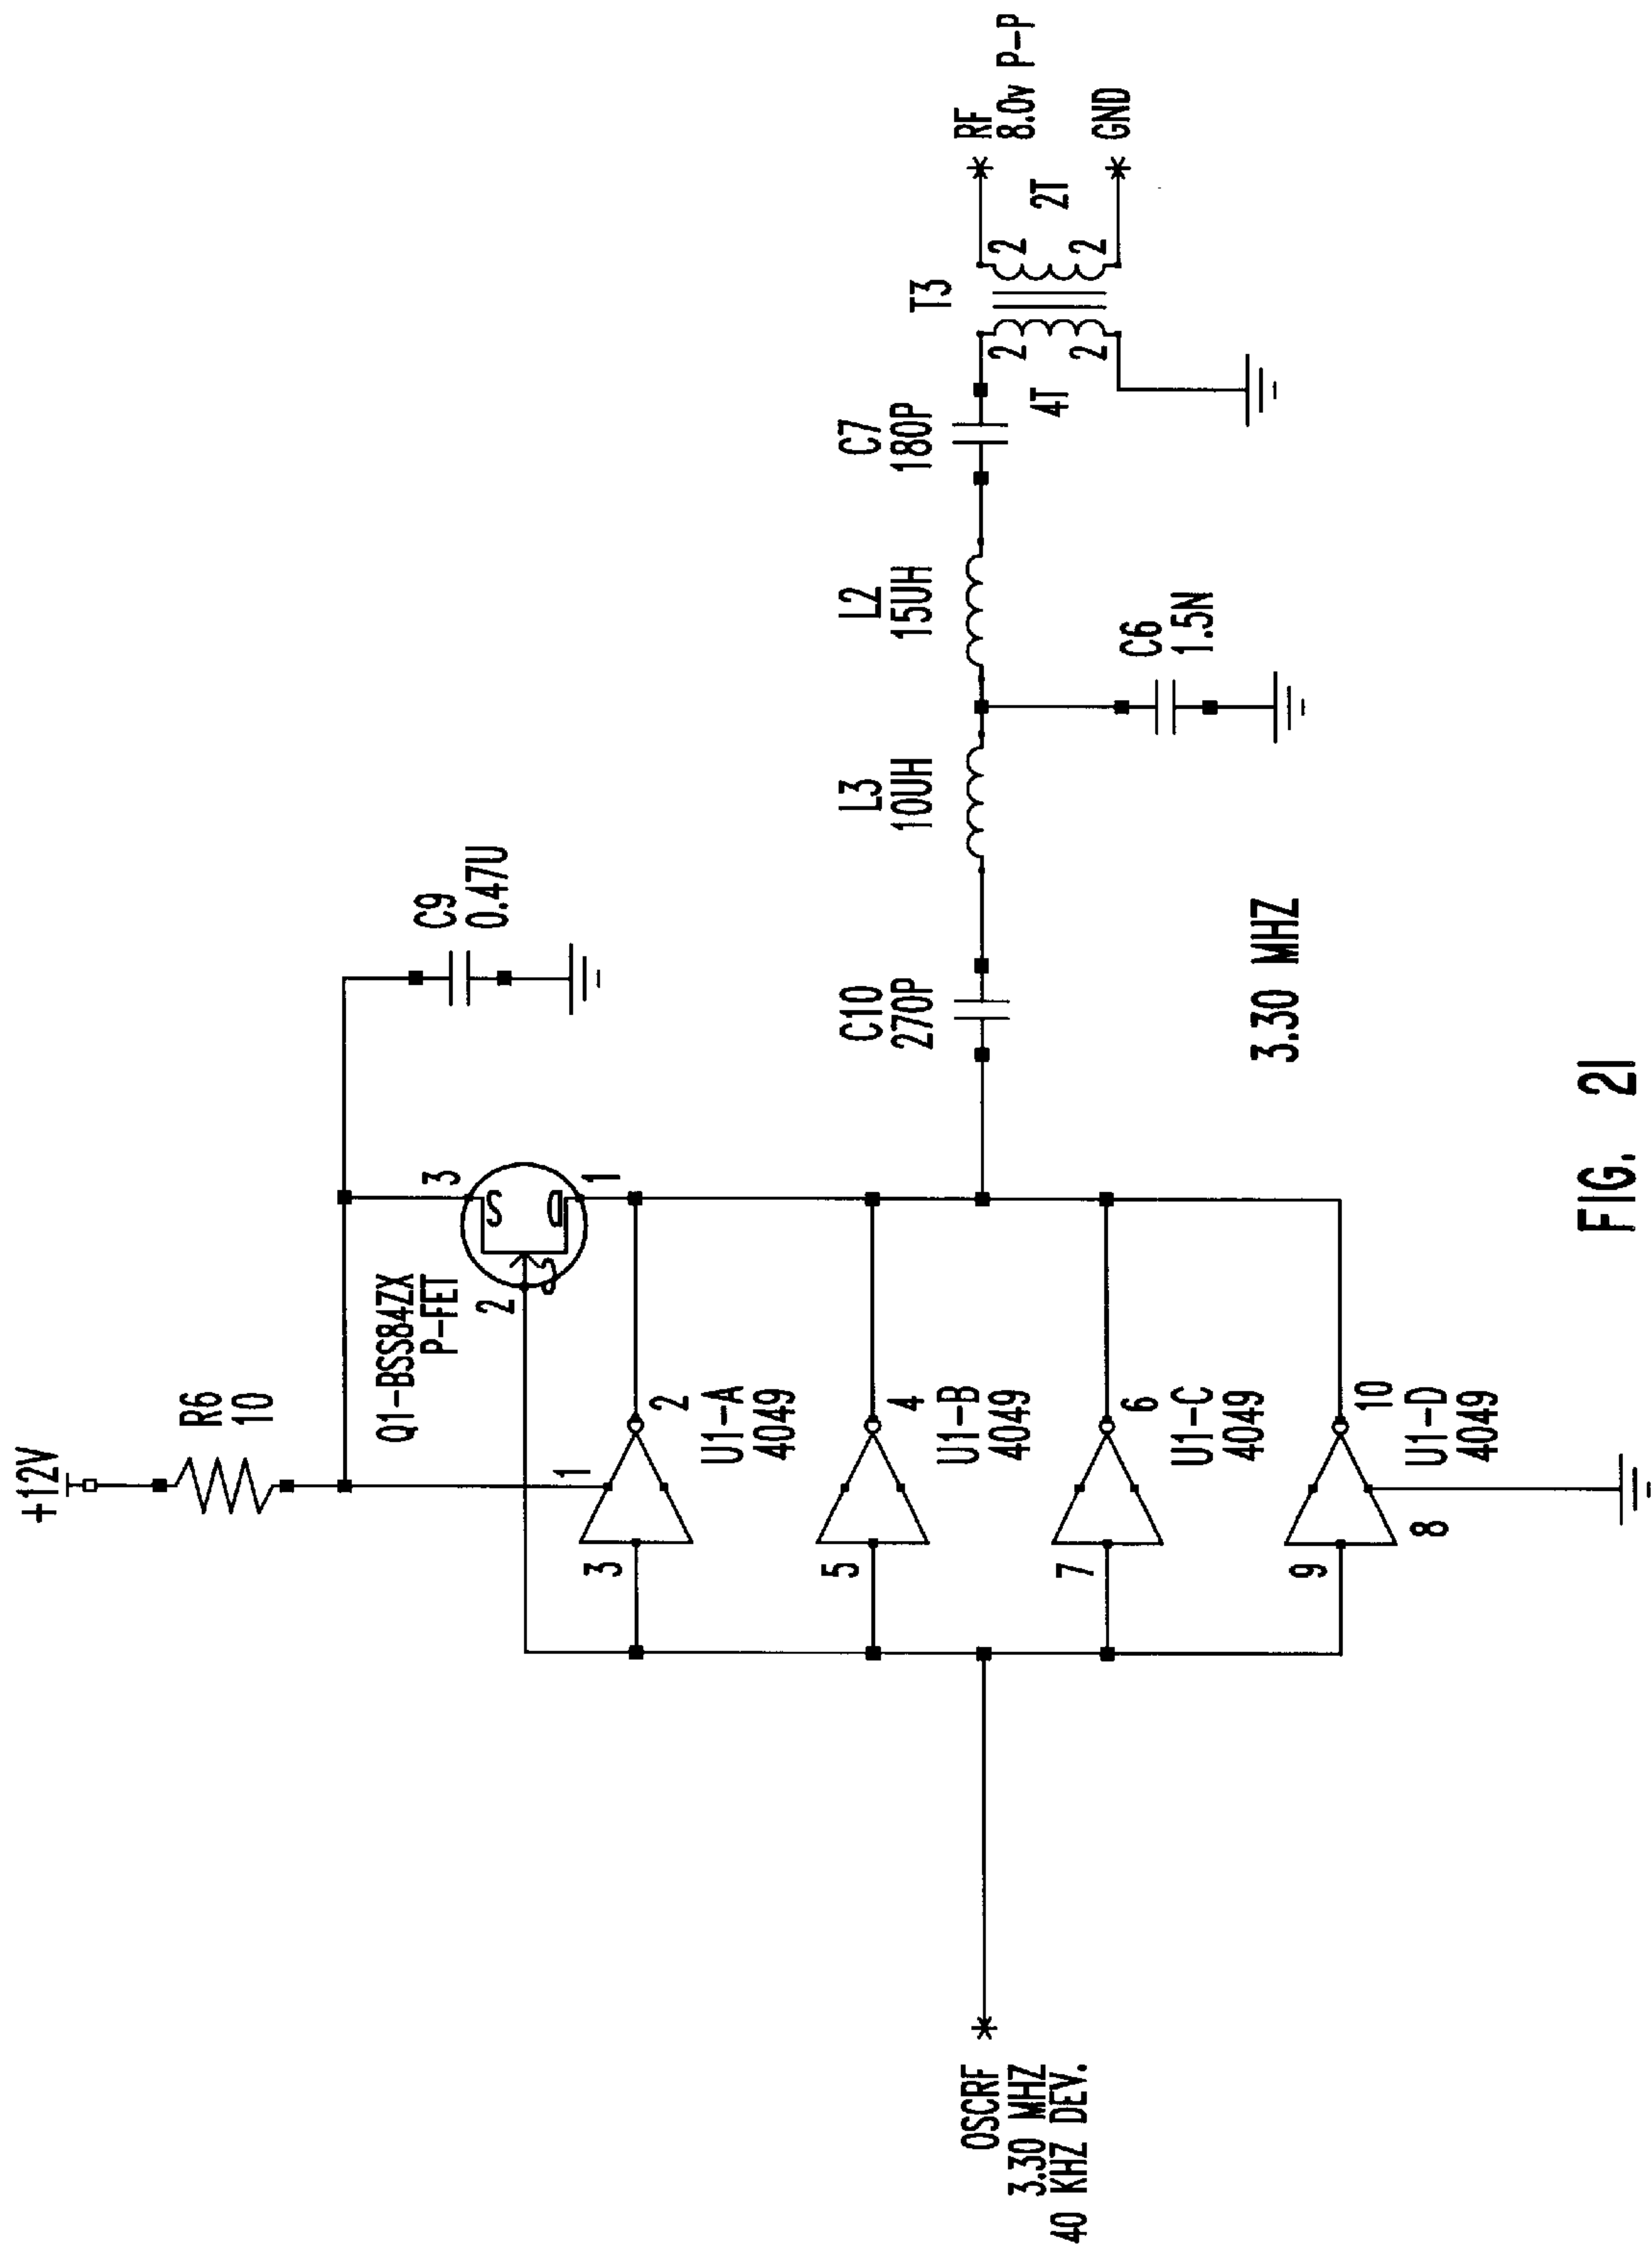 +12V
R6
10
C9
0.47U
Q1-BSS84ZX
P-FET
3
S
2
G
D
1
1
3
2
U1-A
4049
5
4
U1-B
4049
7
6
U1-C
4049
9
10
8
U1-D
4049
OSCRF
3.30 MHZ
40 KHZ DEV.
C10
270P
L3
10UH
L2
15UH
C6
1.5N
C7
180P
T3
2
2
2
2
4T
2T
RF
8.0v P-P
GND
3.30 MHZ
FIG. 21